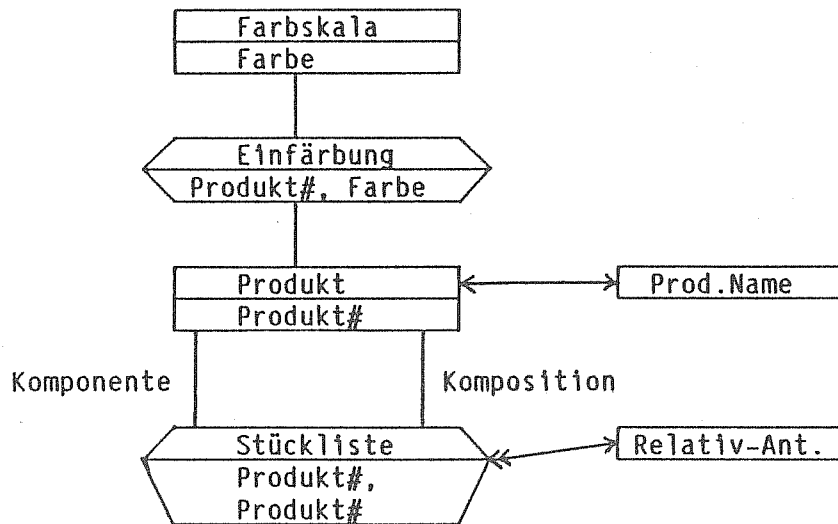 Farbskala
Farbe
Einfärbung
Produkt#, Farbe
Produkt
Prod.Name
Produkt#
Komponente
Komposition
Stückliste
Relativ-Ant.
Produkt#,
Produkt#